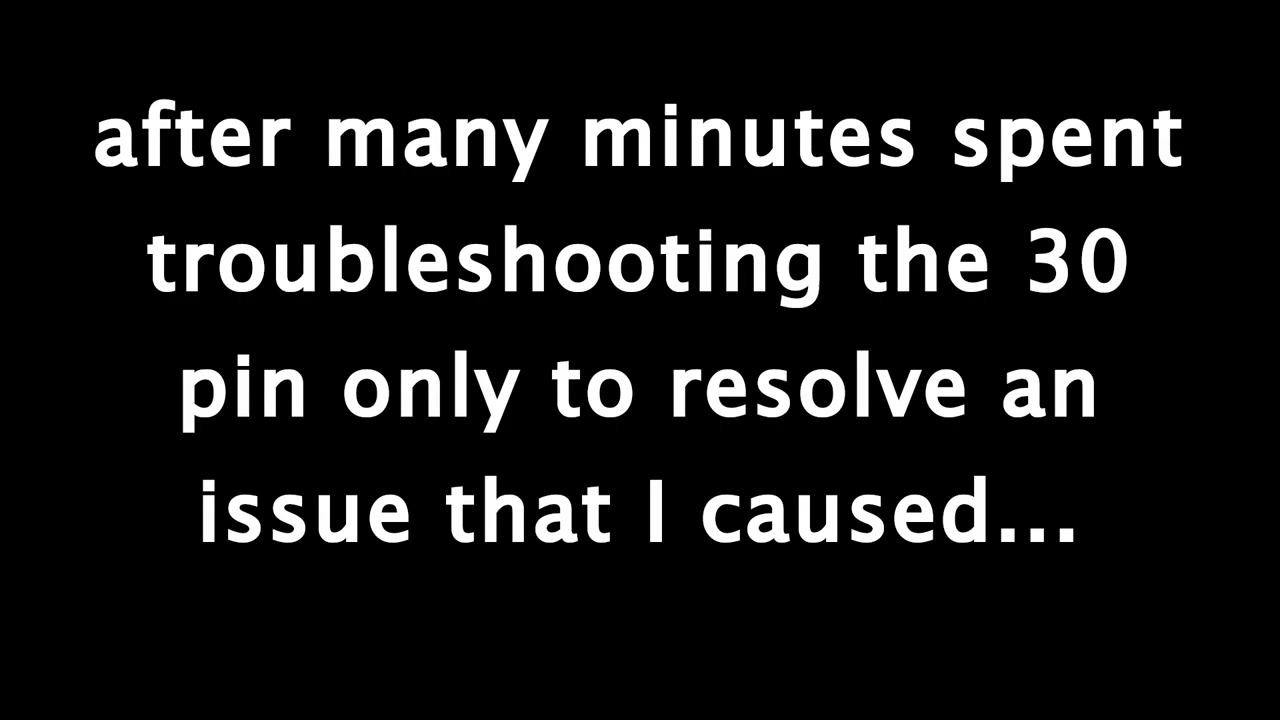 after many minutes spent
troubleshooting the 30
pin only to resolve an
issue that I caused...